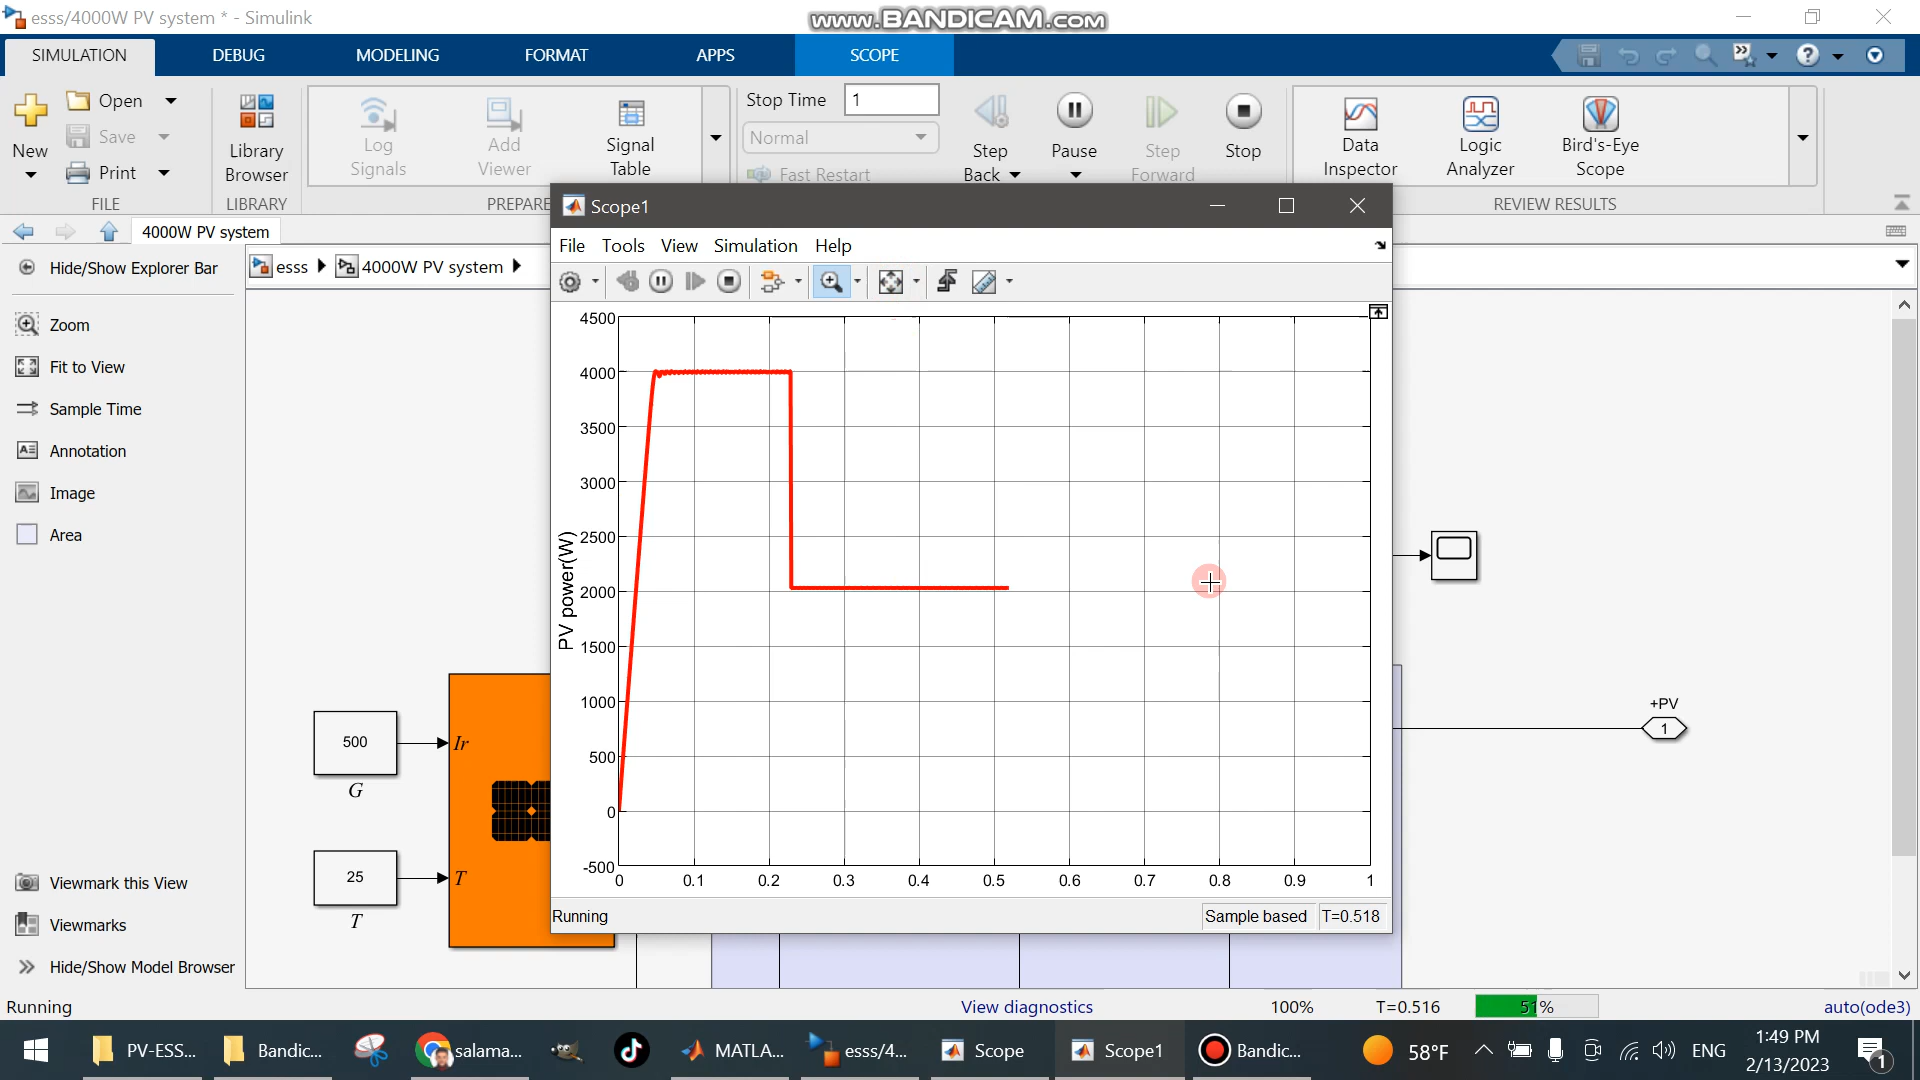 esss/4000W PV system * - Simulink
www.BANDICAM.com
SIMULATION
DEBUG
MODELING
FORMAT
APPS
SCOPE
New
Open
Save
Print
FILE
Library
Browser
LIBRARY
Log
Signals
Add
Viewer
Signal
Table
PREPARE
Stop Time
1
Normal
Fast Restart
Step
Back
Pause
Step
Forward
Stop
Data
Inspector
Logic
Analyzer
Bird's-Eye
Scope
REVIEW RESULTS
4000W PV system
Hide/Show Explorer Bar
esss
4000W PV system
Zoom
Fit to View
Sample Time
Annotation
Image
Area
Viewmark this View
Viewmarks
Hide/Show Model Browser
Scope1
File Tools View Simulation Help
PV power(W)
4500
4000
3500
3000
2500
2000
1500
1000
500
0
-500
0 0.1 0.2 0.3 0.4 0.5 0.6 0.7 0.8 0.9 1
Running
Sample based
T=0.518
500
G
Ir
25
T
T
+PV
1
Running
View diagnostics
100%
T=0.516
51%
auto(ode3)
PV-ESS...
Bandic...
salama...
MATLA...
esss/4...
Scope
Scope1
Bandic...
58°F
ENG
1:49 PM
2/13/2023
1